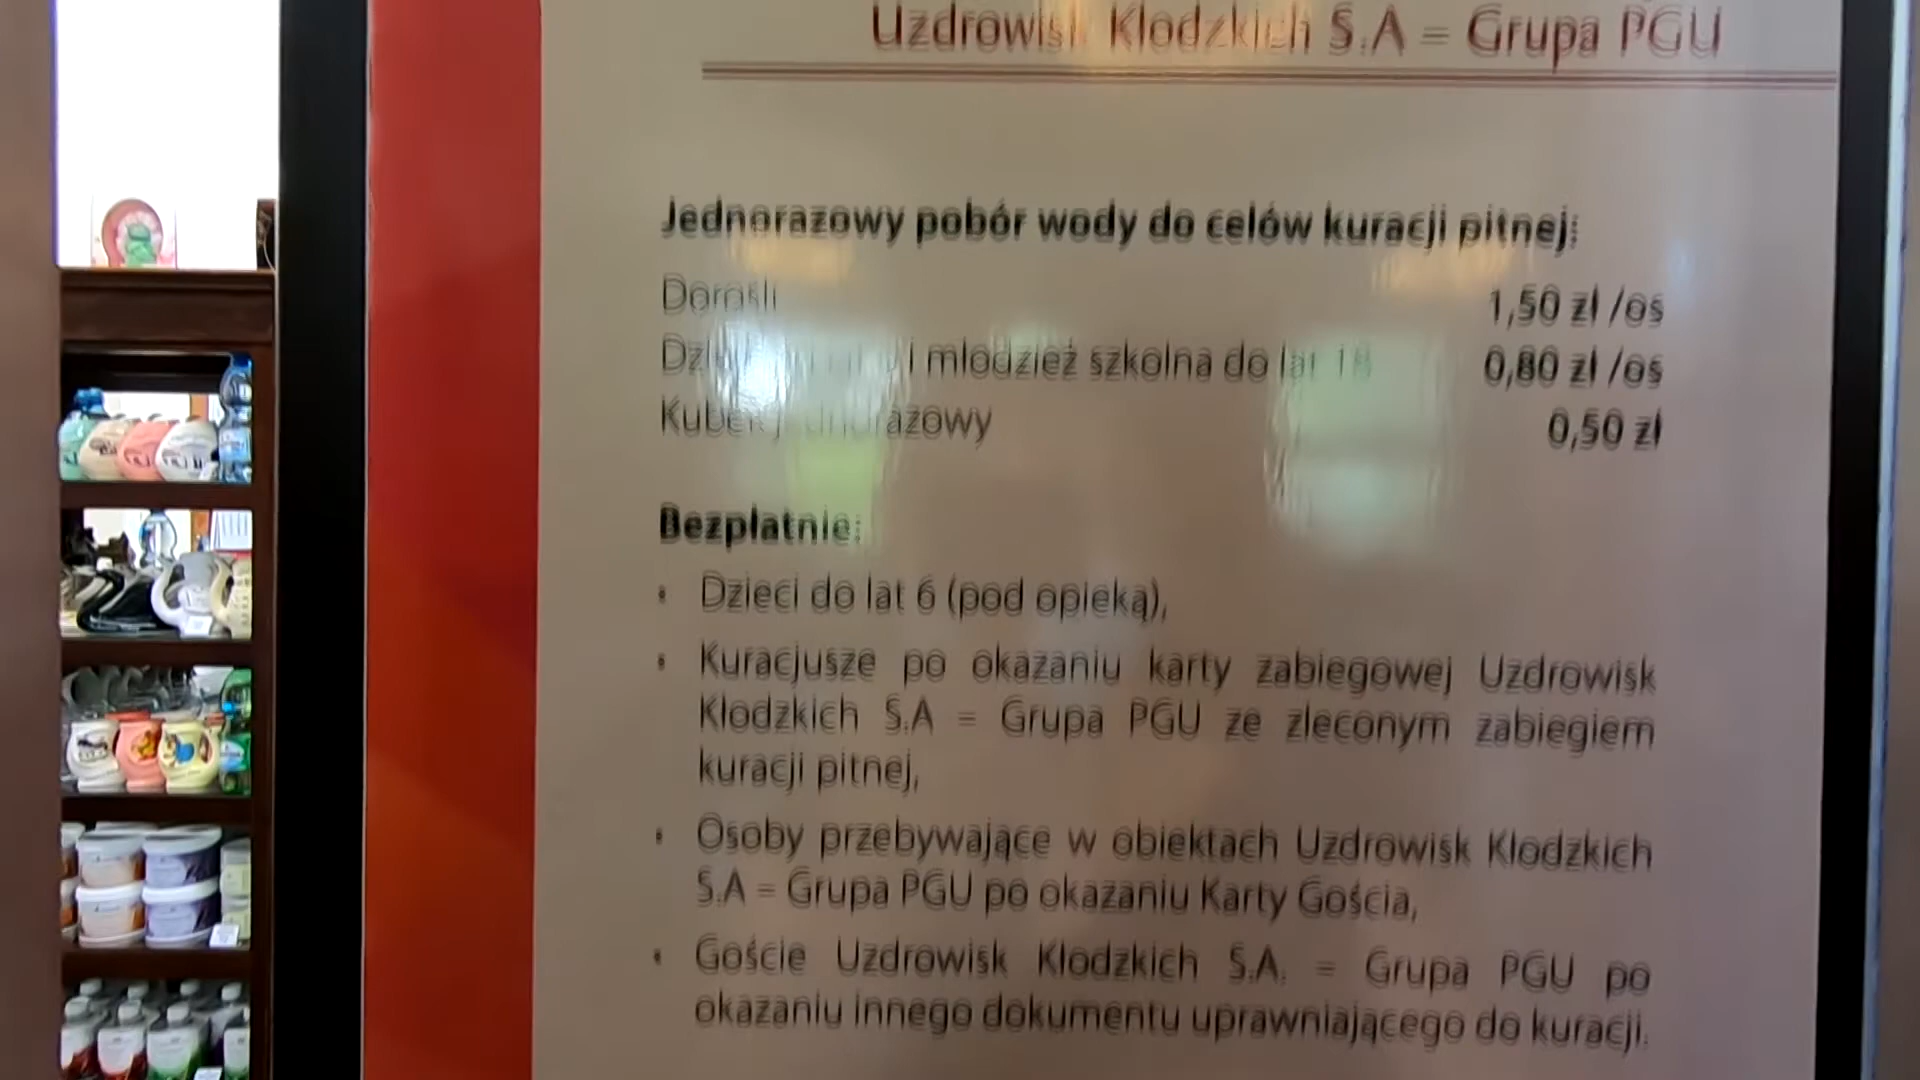 Uzdrowisk Kłodzkich S.A – Grupa PGU
Jednorazowy pobór wody do celów kuracji pitnej:
Dorośli 1,50 zł /os
i młodzież szkolna do lat 18 0,80 zł /os
Kubek jednorazowy 0,50 zł
Bezpłatnie:
• Dzieci do lat 6 (pod opieką),
• Kuracjusze po okazaniu karty zabiegowej Uzdrowisk
Kłodzkich S.A – Grupa PGU ze zleconym zabiegiem
kuracji pitnej,
• Osoby przebywające w obiektach Uzdrowisk Kłodzkich
S.A – Grupa PGU po okazaniu Karty Gościa,
• Goście Uzdrowisk Kłodzkich S.A. – Grupa PGU po
okazaniu innego dokumentu uprawniającego do kuracji.